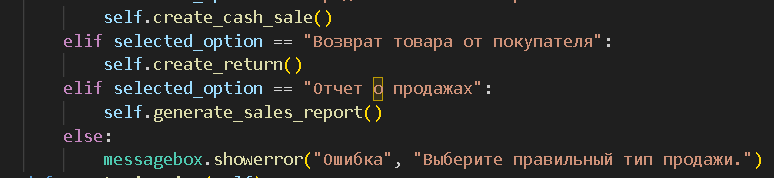 self.create_cash_sale()
elif selected_option == "Возврат товара от покупателя":
self.create_return()
elif selected_option == "Отчет о продажах":
self.generate_sales_report()
else:
messagebox.showerror("Ошибка", "Выберите правильный тип продажи.")